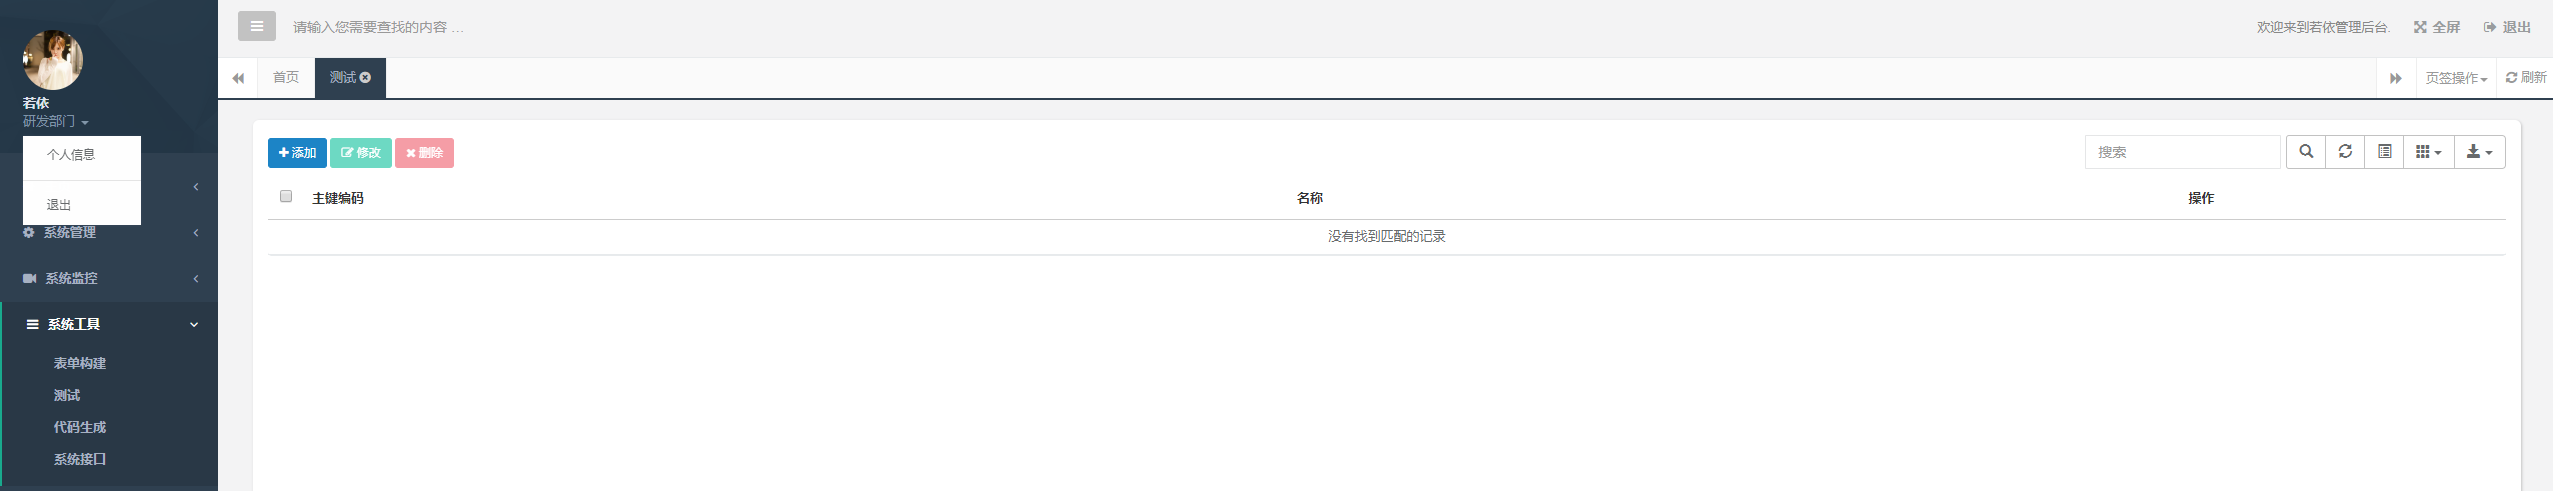 若依
研发部门
个人信息
退出
系统管理
系统监控
系统工具
表单构建
测试
代码生成
系统接口
请输入您需要查找的内容 ...
欢迎来到若依管理后台.
全屏
退出
首页
测试
页签操作
刷新
添加
修改
删除
搜索
主键编码
名称
操作
没有找到匹配的记录